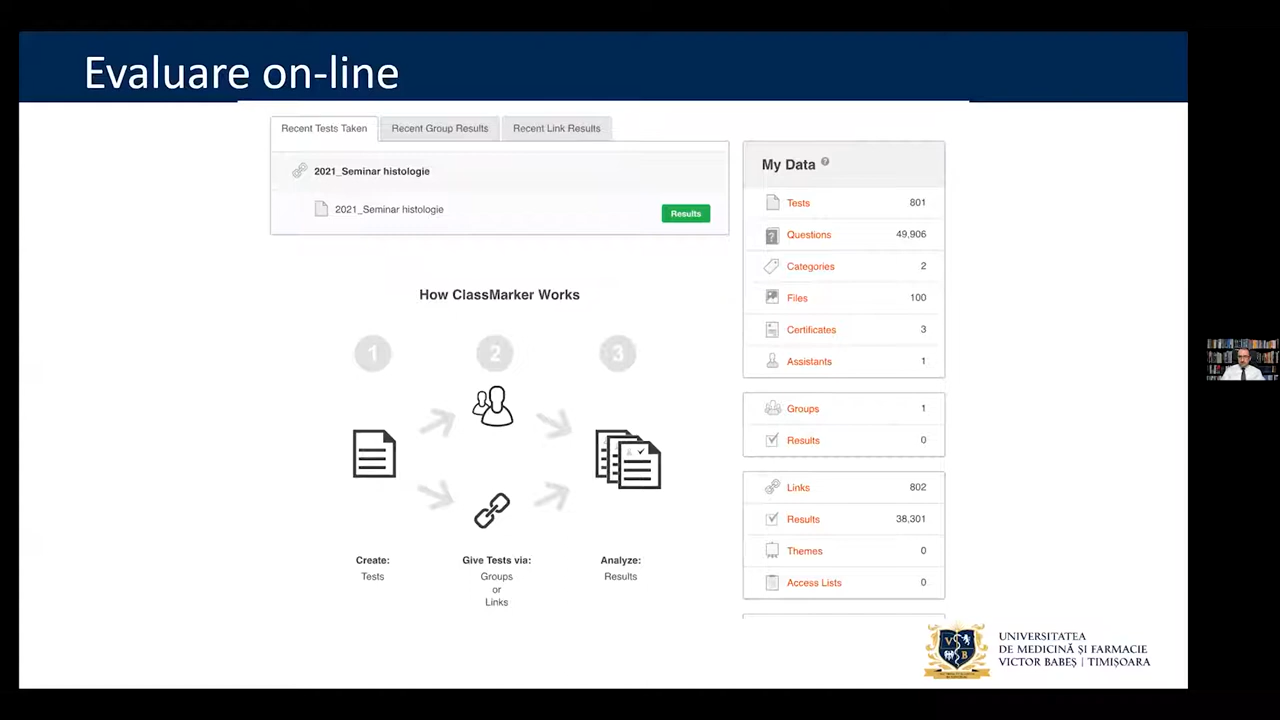 Evaluare on-line
Recent Tests Taken
Recent Group Results
Recent Link Results
2021_Seminar histologie
2021_Seminar histologie
Results
How ClassMarker Works
1
2
3
Create:
Tests
Give Tests via:
Groups
or
Links
Analyze:
Results
My Data ?
Tests 801
Questions 49,906
Categories 2
Files 100
Certificates 3
Assistants 1
Groups 1
Results 0
Links 802
Results 38,301
Themes 0
Access Lists 0
V B
UNIVERSITATEA
DE MEDICINĂ ȘI FARMACIE
VICTOR BABEȘ | TIMIȘOARA